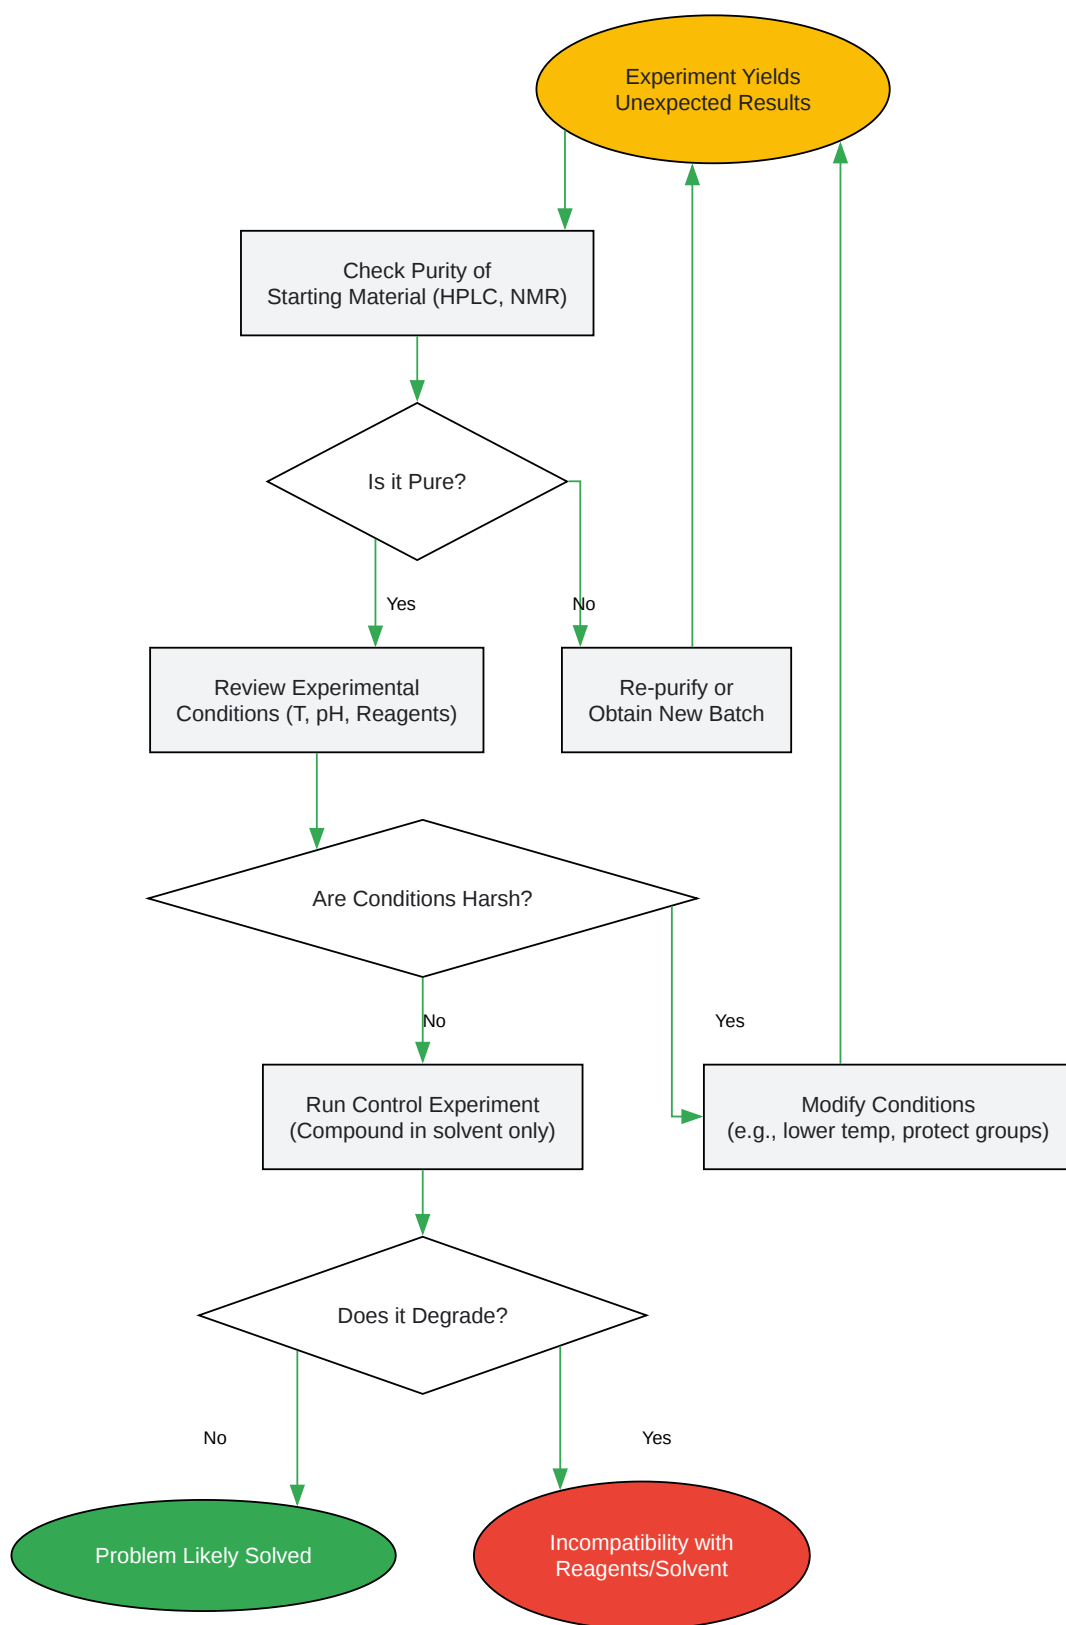 Experiment Yields
Unexpected Results
Check Purity of
Starting Material (HPLC, NMR)
Is it Pure?
Yes
No
Review Experimental
Conditions (T, pH, Reagents)
Re-purify or
Obtain New Batch
Are Conditions Harsh?
No
Yes
Run Control Experiment
(Compound in solvent only)
Modify Conditions
(e.g., lower temp, protect groups)
Does it Degrade?
No
Yes
Problem Likely Solved
Incompatibility with
Reagents/Solvent